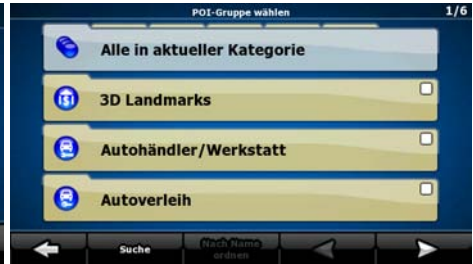 POI-Gruppe wählen
1/6
Alle in aktueller Kategorie
3D Landmarks
Autohändler/Werkstatt
Autoverleih
Suche
Nach Name
ordnen